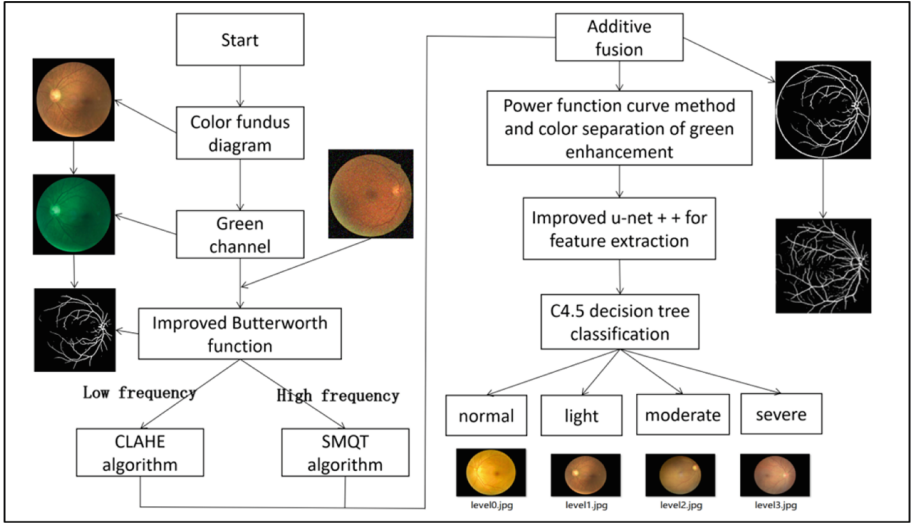 Start
Color fundus
diagram
Green
channel
Improved Butterworth
function
Low frequency
High frequency
CLAHE
algorithm
SMQT
algorithm
Additive
fusion
Power function curve method
and color separation of green
enhancement
Improved u-net + + for
feature extraction
C4.5 decision tree
classification
normal
light
moderate
severe
level0.jpg
level1.jpg
level2.jpg
level3.jpg